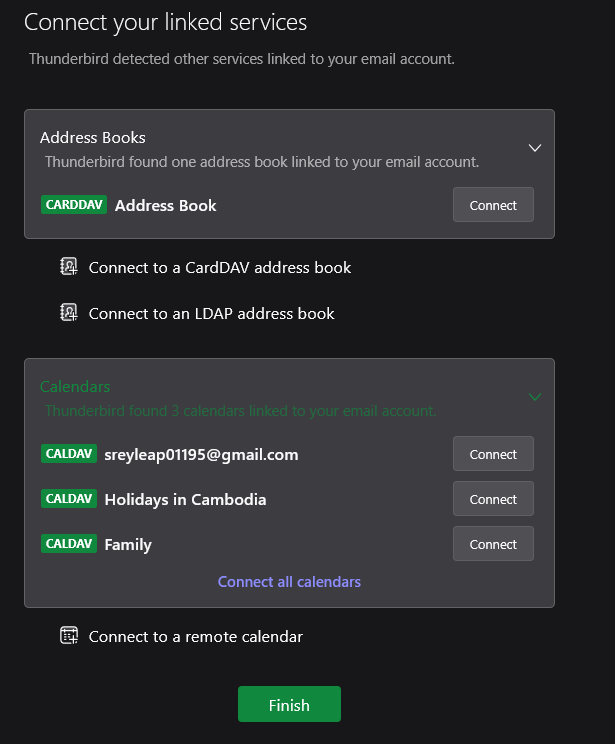 Connect your linked services
Thunderbird detected other services linked to your email account.
Address Books
Thunderbird found one address book linked to your email account.
CARDDAV Address Book Connect
Connect to a CardDAV address book
Connect to an LDAP address book
Calendars
Thunderbird found 3 calendars linked to your email account.
CALDAV sreyleap01195@gmail.com Connect
CALDAV Holidays in Cambodia Connect
CALDAV Family Connect
Connect all calendars
Connect to a remote calendar
Finish